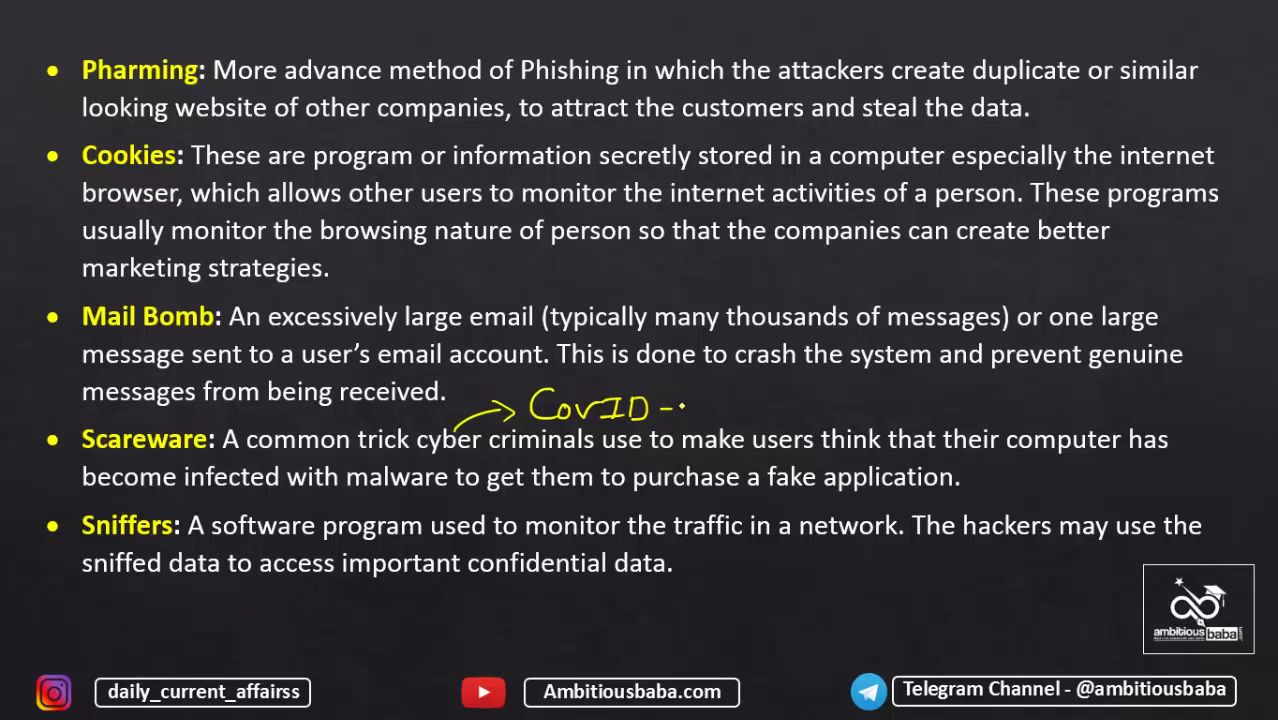 • Pharming: More advance method of Phishing in which the attackers create duplicate or similar
looking website of other companies, to attract the customers and steal the data.
• Cookies: These are program or information secretly stored in a computer especially the internet
browser, which allows other users to monitor the internet activities of a person. These programs
usually monitor the browsing nature of person so that the companies can create better
marketing strategies.
• Mail Bomb: An excessively large email (typically many thousands of messages) or one large
message sent to a user’s email account. This is done to crash the system and prevent genuine
messages from being received.
CovID -
• Scareware: A common trick cyber criminals use to make users think that their computer has
become infected with malware to get them to purchase a fake application.
• Sniffers: A software program used to monitor the traffic in a network. The hackers may use the
sniffed data to access important confidential data.
ambitiousbaba
daily_current_affairss
Ambitiousbaba.com
Telegram Channel - @ambitiousbaba